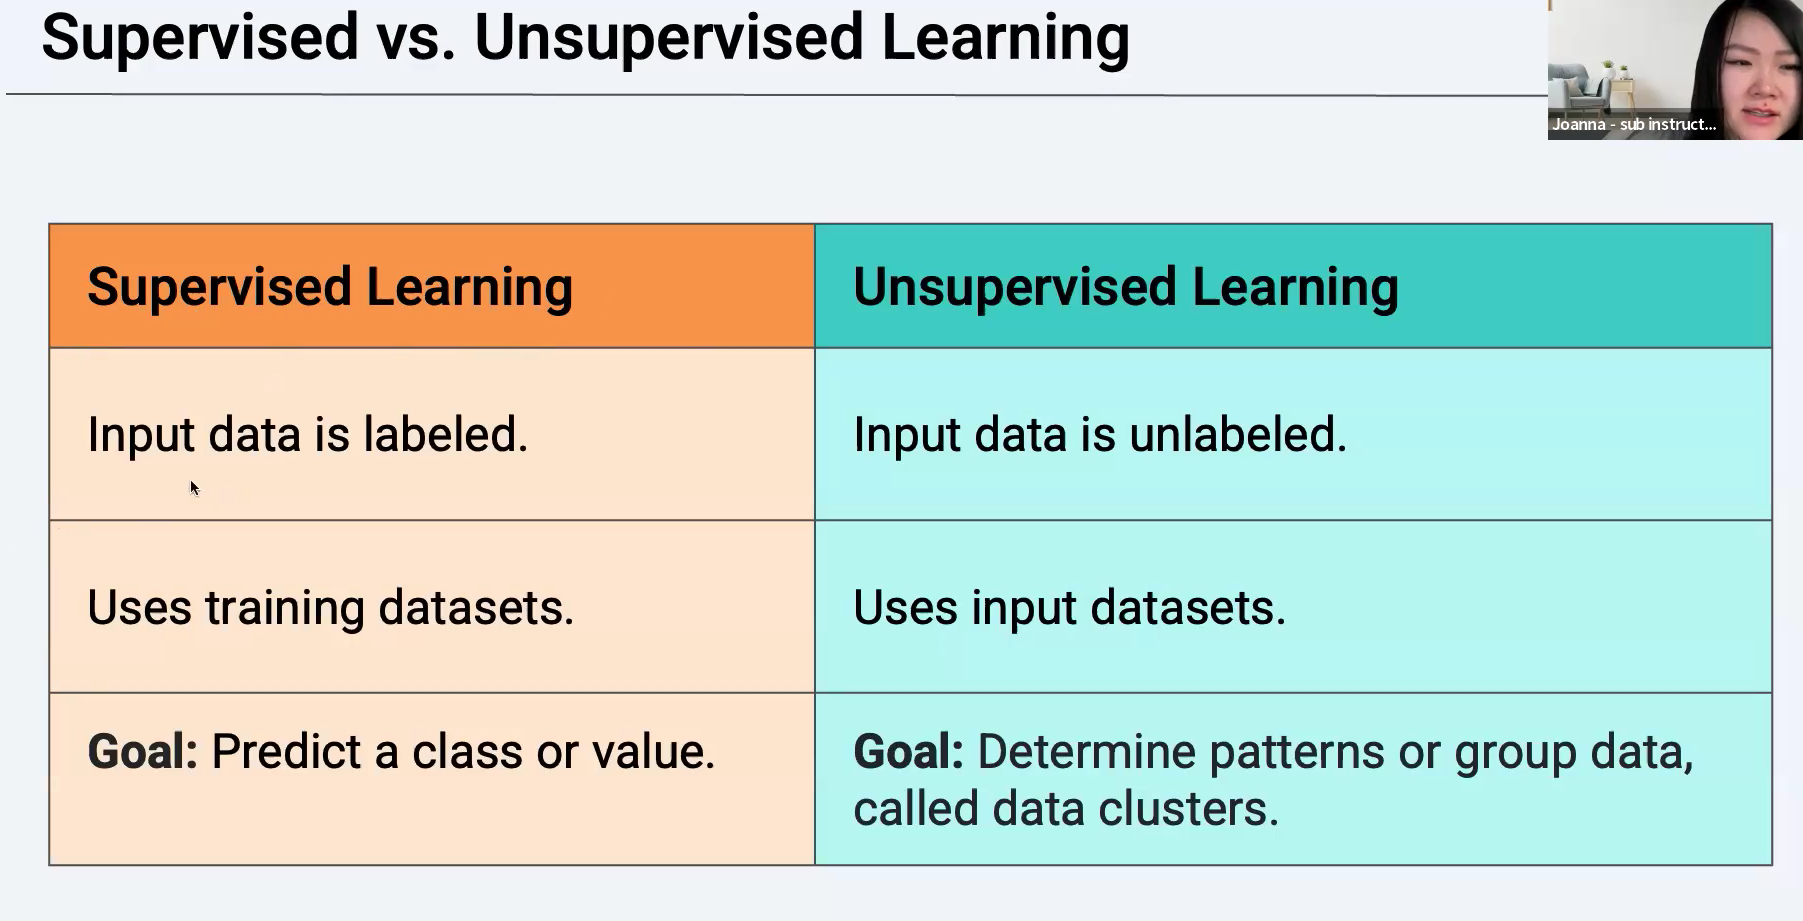 Supervised vs. Unsupervised Learning
Joanna - sub instruct...
Supervised Learning
Unsupervised Learning
Input data is labeled.
Input data is unlabeled.
Uses training datasets.
Uses input datasets.
Goal: Predict a class or value.
Goal: Determine patterns or group data,
called data clusters.